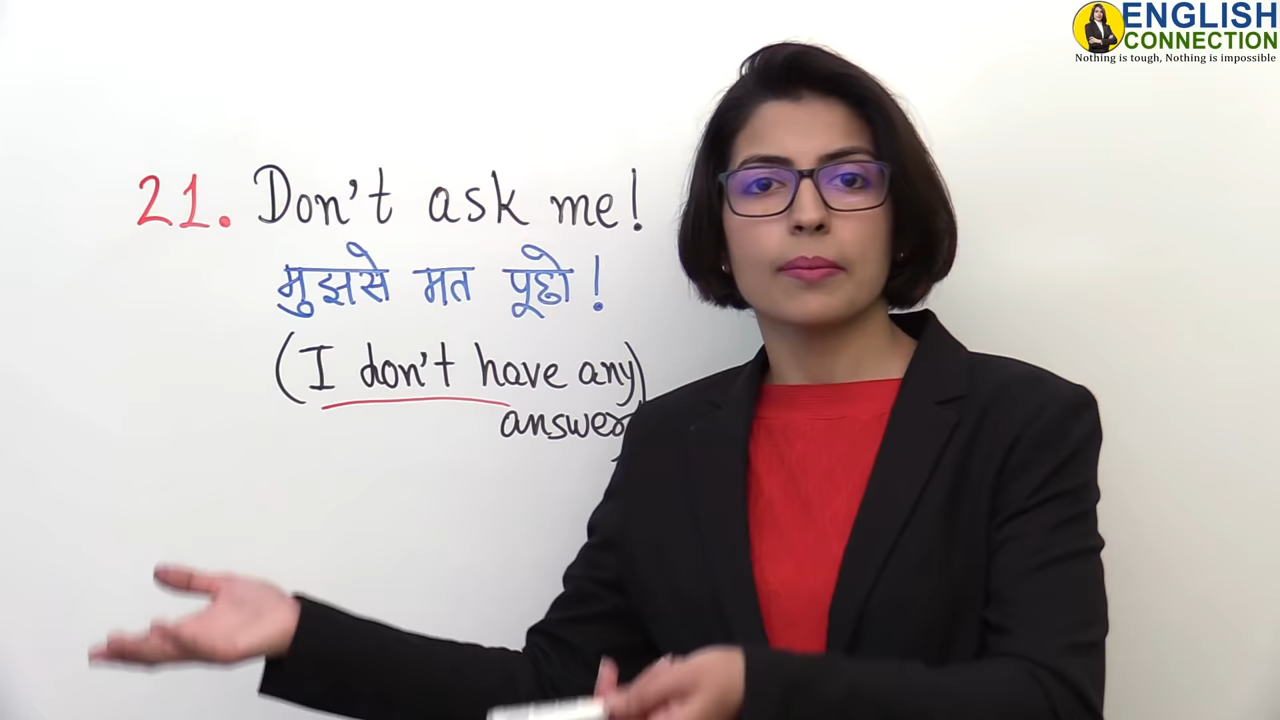 ENGLISH
CONNECTION
Nothing is tough, Nothing is impossible
21. Don't ask me!
मुझसे मत पूछो !
(I don't have any)
answer